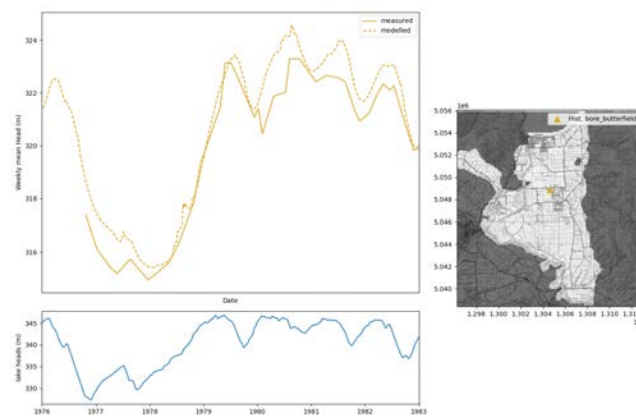 measured
modelled
Weekly mean Head (m)
324
322
320
318
316
Date
lake heads (m)
345
340
335
330
1976 1977 1978 1979 1980 1981 1982 1983
1e6
Hist. bore_butterfield
5.056
5.054
5.052
5.050
5.048
5.046
5.044
5.042
5.040
1.298 1.300 1.302 1.304 1.306 1.308 1.310 1.312